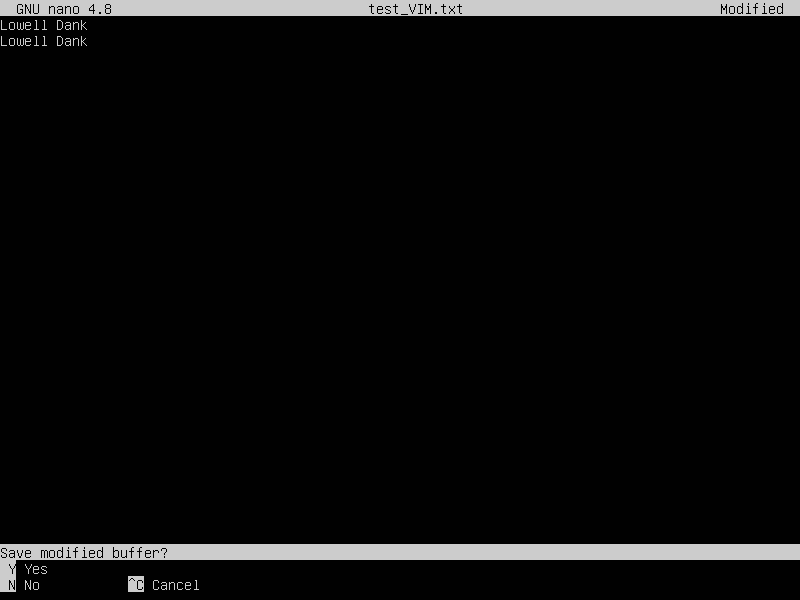 GNU nano 4.8 test_VIM.txt Modified
Lowell Dank
Lowell Dank
Save modified buffer?
Y Yes
N No ^C Cancel